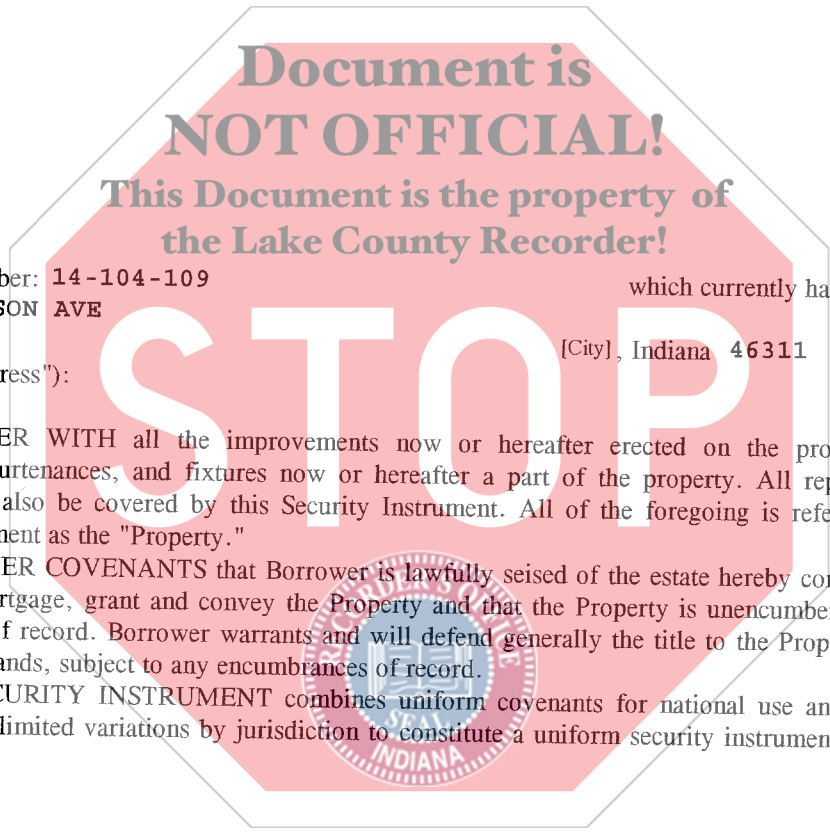 Document is
NOT OFFICIAL!
This Document is the property of
the Lake County Recorder!
ber: 14-104-109 which currently ha
SON AVE
STOP
[City], Indiana 46311
ress"):
ER WITH all the improvements now or hereafter erected on the pro
urtenances, and fixtures now or hereafter a part of the property. All rep
also be covered by this Security Instrument. All of the foregoing is refe
nent as the "Property."
ER COVENANTS that Borrower is lawfully seised of the estate hereby con
rtgage, grant and convey the Property and that the Property is unencumbe
f record. Borrower warrants and will defend generally the title to the Prop
ands, subject to any encumbrances of record.
CURITY INSTRUMENT combines uniform covenants for national use an
limited variations by jurisdiction to constitute a uniform security instrumen
RECORDER'S OFFICE
SEAL
INDIANA